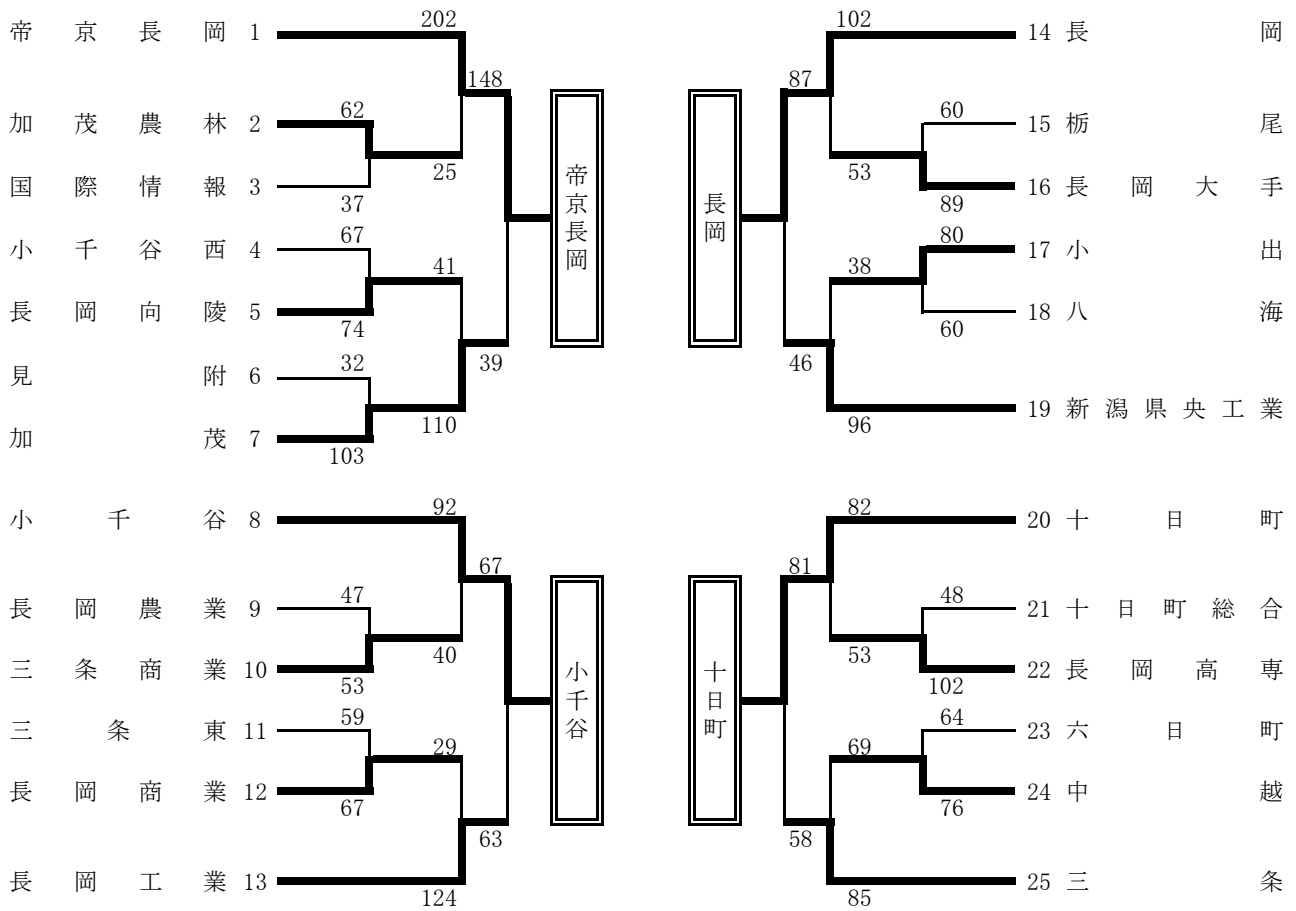 202
102
帝京長岡 1
14 長岡
148
87
62
60
加茂農林 2
15 栃尾
25
53
国際情報 3
16 長岡大手
37
89
帝京長岡
長岡
67
80
小千谷西 4
17 小出
41
38
長岡向陵 5
18 八海
74
60
32
39
46
見附 6
110
96
19 新潟県央工業
加茂 7
103
92
82
小千谷 8
20 十日町
67
81
47
48
長岡農業 9
21 十日町総合
40
53
三条商業 10
22 長岡高専
53
102
小千谷
十日町
59
64
三条東 11
23 六日町
29
69
長岡商業 12
24 中越
67
76
63
58
長岡工業 13
25 三条
124
85